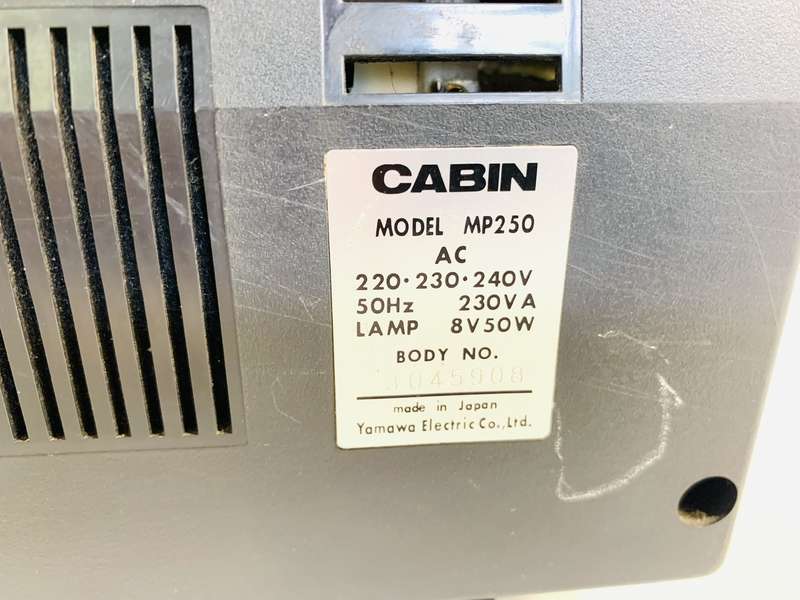 CABIN
MODEL MP250
AC
220·230·240V
50Hz 230VA
LAMP 8V50W
BODY NO.
3045908
made in Japan
Yamawa Electric Co.,Ltd.